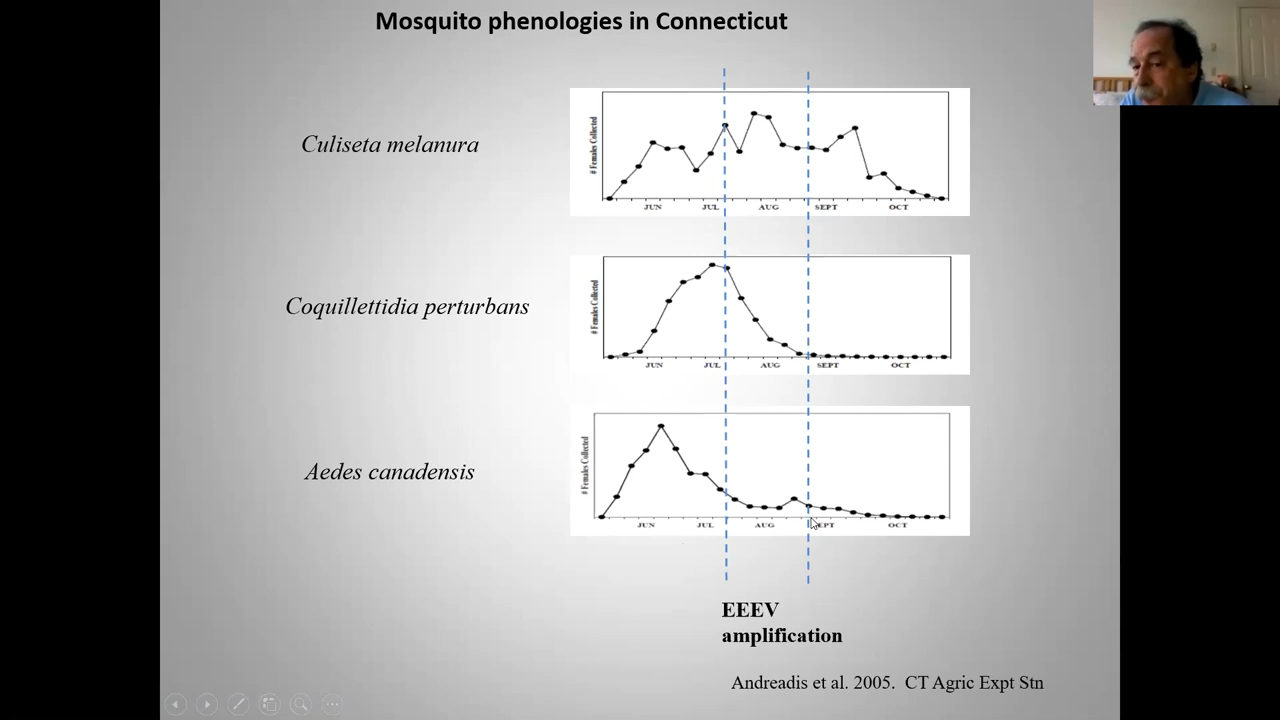 Mosquito phenologies in Connecticut
Culiseta melanura
# Females Collected
JUN JUL AUG SEPT OCT
Coquillettidia perturbans
# Females Collected
JUN JUL AUG SEPT OCT
Aedes canadensis
# Females Collected
JUN JUL AUG SEPT OCT
EEEV
amplification
Andreadis et al. 2005. CT Agric Expt Stn